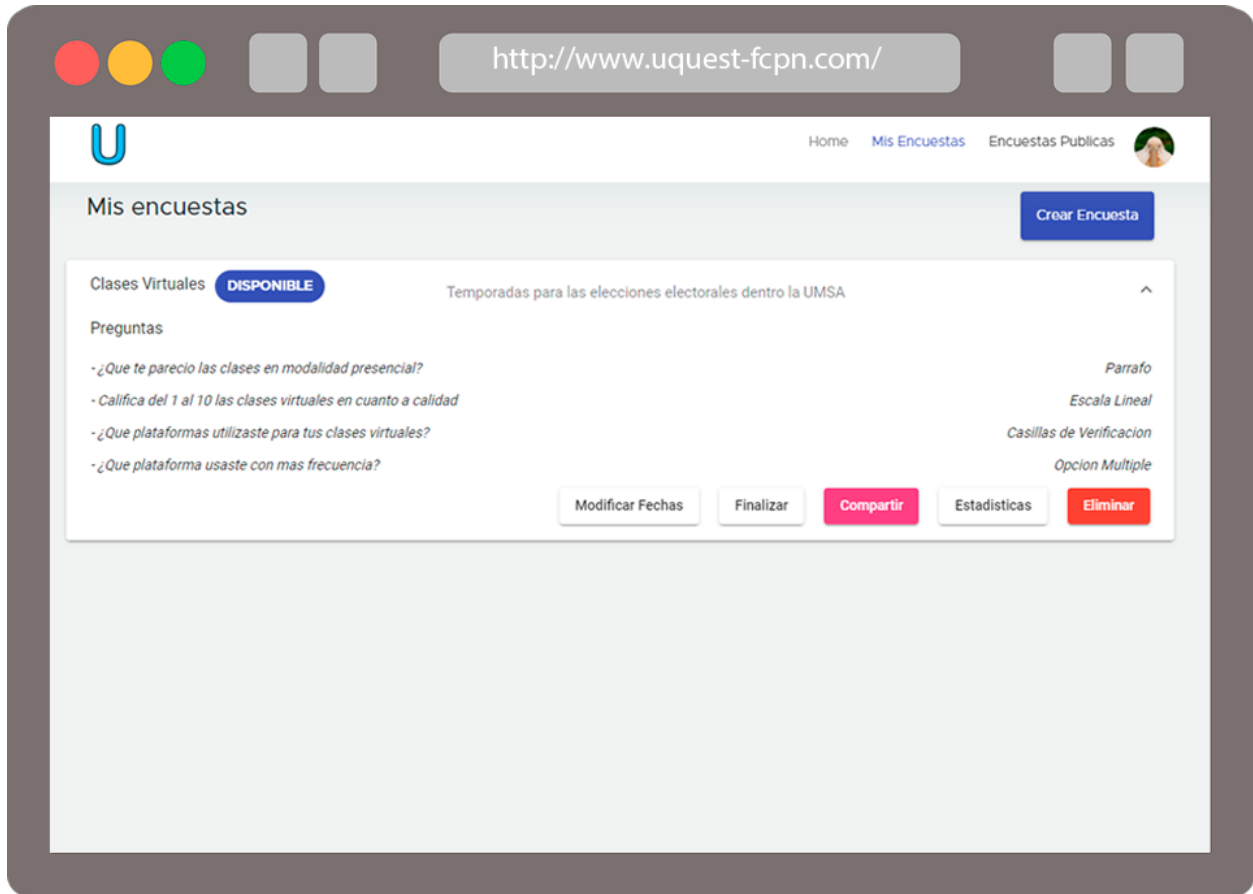 http://www.uquest-fcpn.com/
U
Home Mis Encuestas Encuestas Publicas
Mis encuestas
Crear Encuesta
Clases Virtuales DISPONIBLE Temporadas para las elecciones electorales dentro la UMSA
Preguntas
- ¿Que te parecio las clases en modalidad presencial? Parrafo
- Califica del 1 al 10 las clases virtuales en cuanto a calidad Escala Lineal
- ¿Que plataformas utilizaste para tus clases virtuales? Casillas de Verificacion
- ¿Que plataforma usaste con mas frecuencia? Opcion Multiple
Modificar Fechas Finalizar Compartir Estadisticas Eliminar